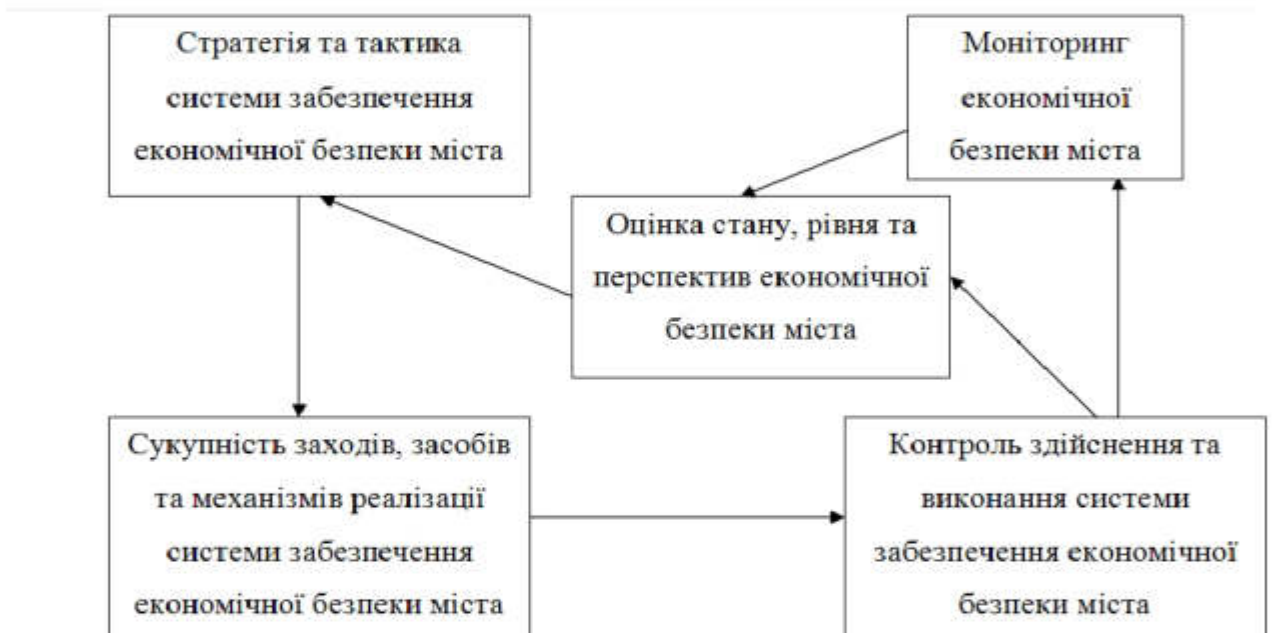 Стратегія та тактика
системи забезпечення
економічної безпеки міста
Моніторинг
економічної
безпеки міста
Оцінка стану, рівня та
перспектив економічної
безпеки міста
Сукупність заходів, засобів
та механізмів реалізації
системи забезпечення
економічної безпеки міста
Контроль здійснення та
виконання системи
забезпечення економічної
безпеки міста